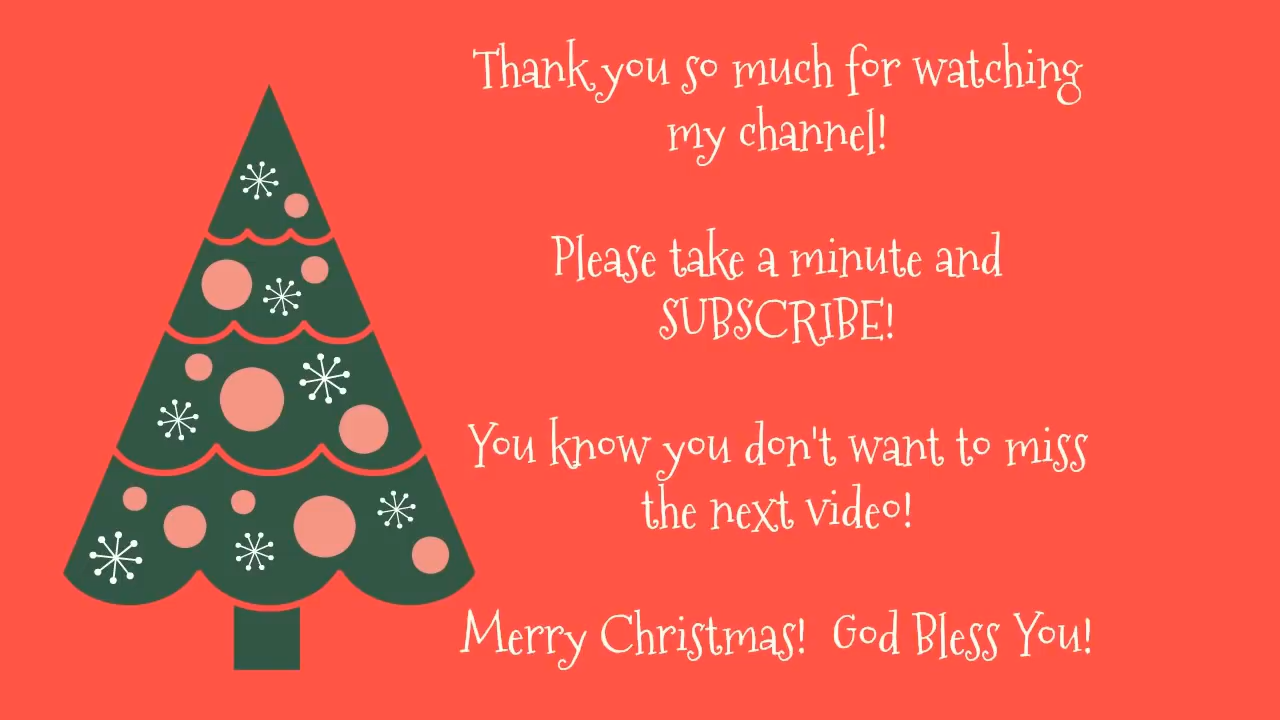 Thank you so much for watching
my channel!
Please take a minute and
SUBSCRIBE!
You know you don't want to miss
the next video!
Merry Christmas!  God Bless You!